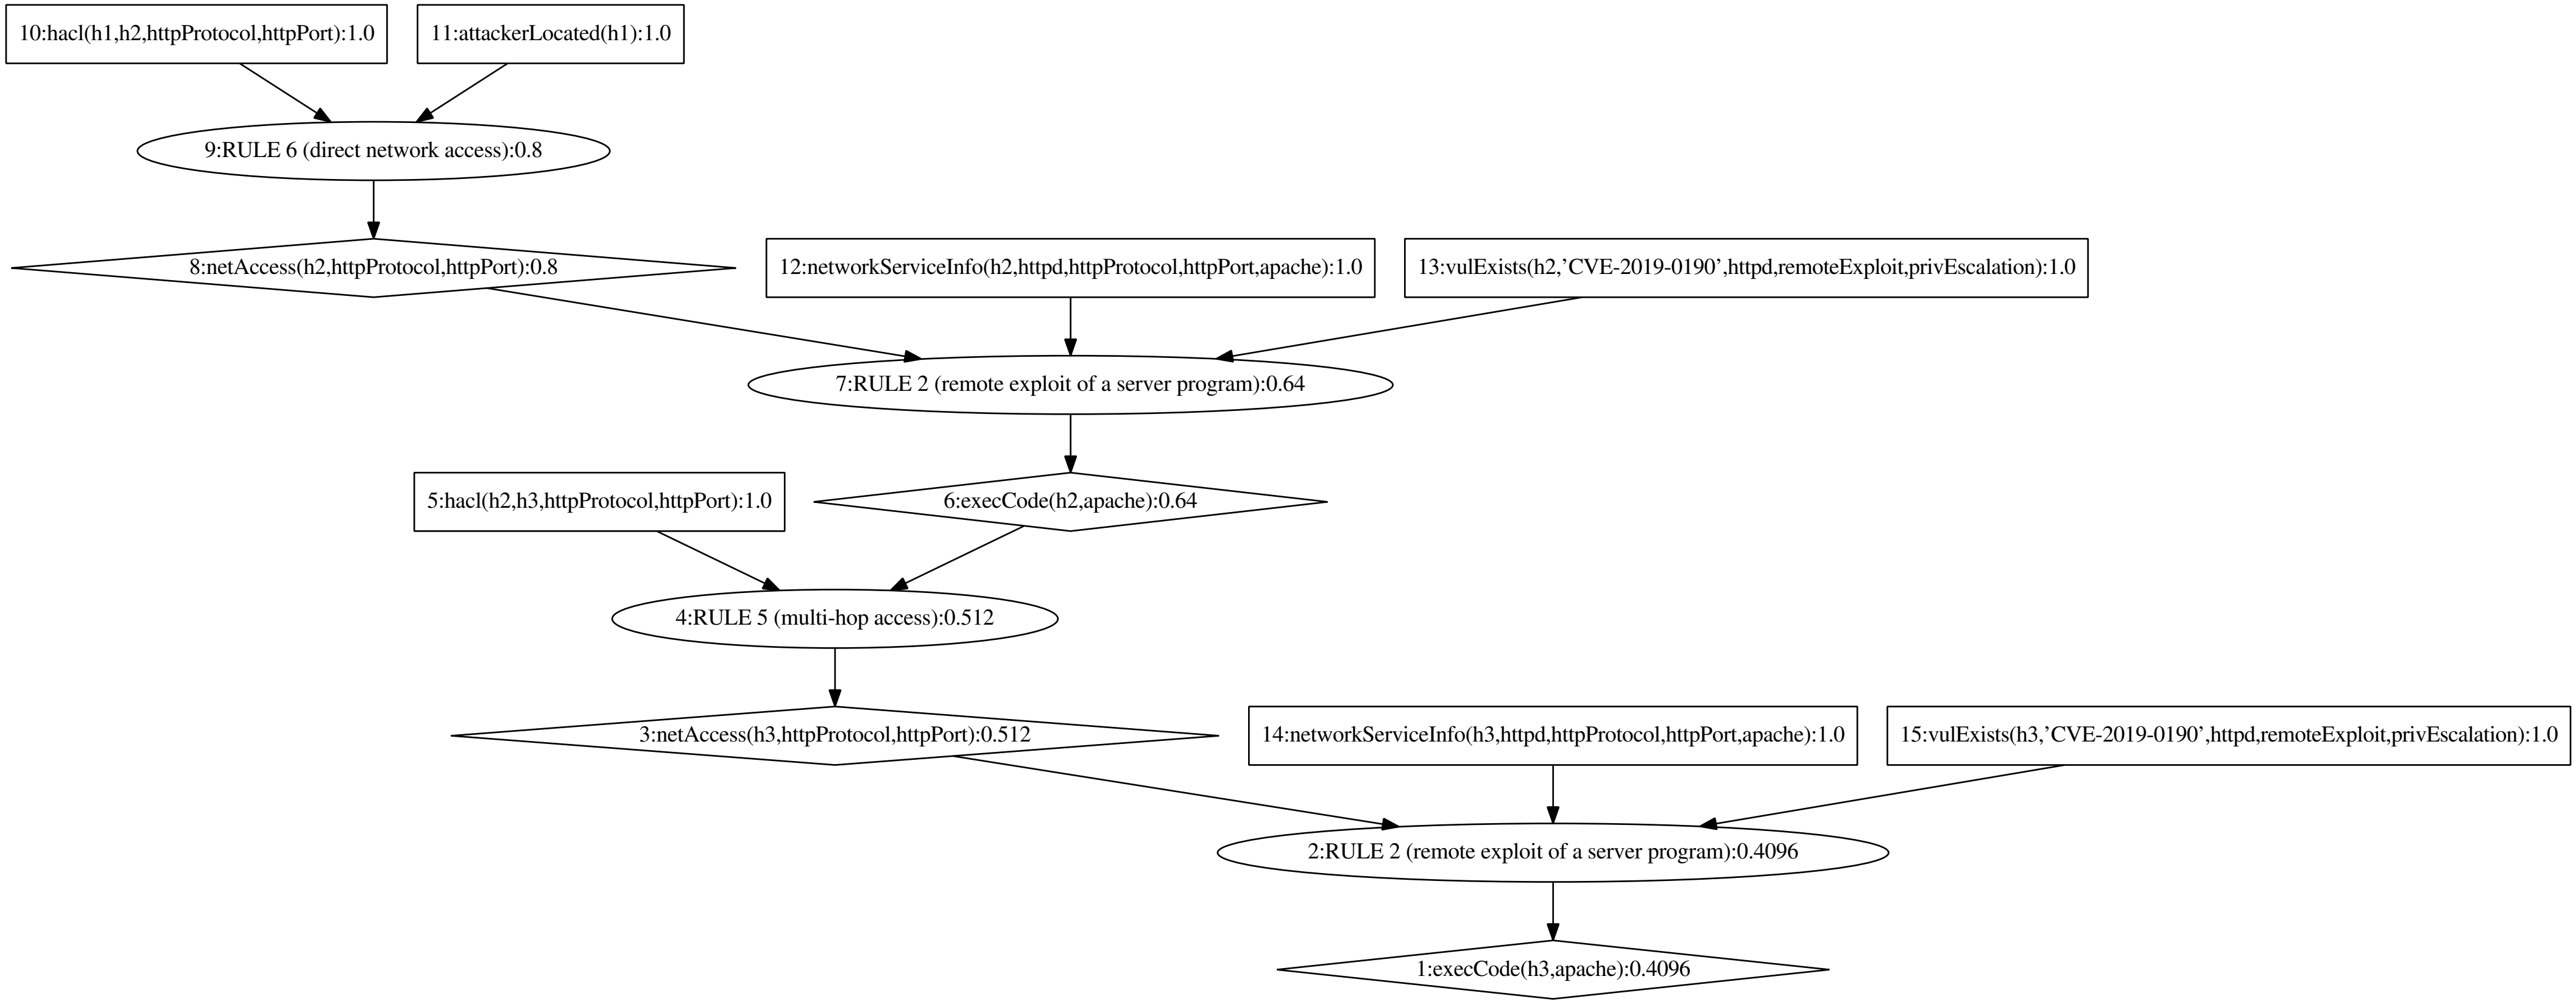 10:hacl(h1,h2,httpProtocol,httpPort):1.0
11:attackerLocated(h1):1.0
9:RULE 6 (direct network access):0.8
8:netAccess(h2,httpProtocol,httpPort):0.8
12:networkServiceInfo(h2,httpd,httpProtocol,httpPort,apache):1.0
13:vulExists(h2,’CVE-2019-0190’,httpd,remoteExploit,privEscalation):1.0
7:RULE 2 (remote exploit of a server program):0.64
5:hacl(h2,h3,httpProtocol,httpPort):1.0
6:execCode(h2,apache):0.64
4:RULE 5 (multi-hop access):0.512
3:netAccess(h3,httpProtocol,httpPort):0.512
14:networkServiceInfo(h3,httpd,httpProtocol,httpPort,apache):1.0
15:vulExists(h3,’CVE-2019-0190’,httpd,remoteExploit,privEscalation):1.0
2:RULE 2 (remote exploit of a server program):0.4096
1:execCode(h3,apache):0.4096